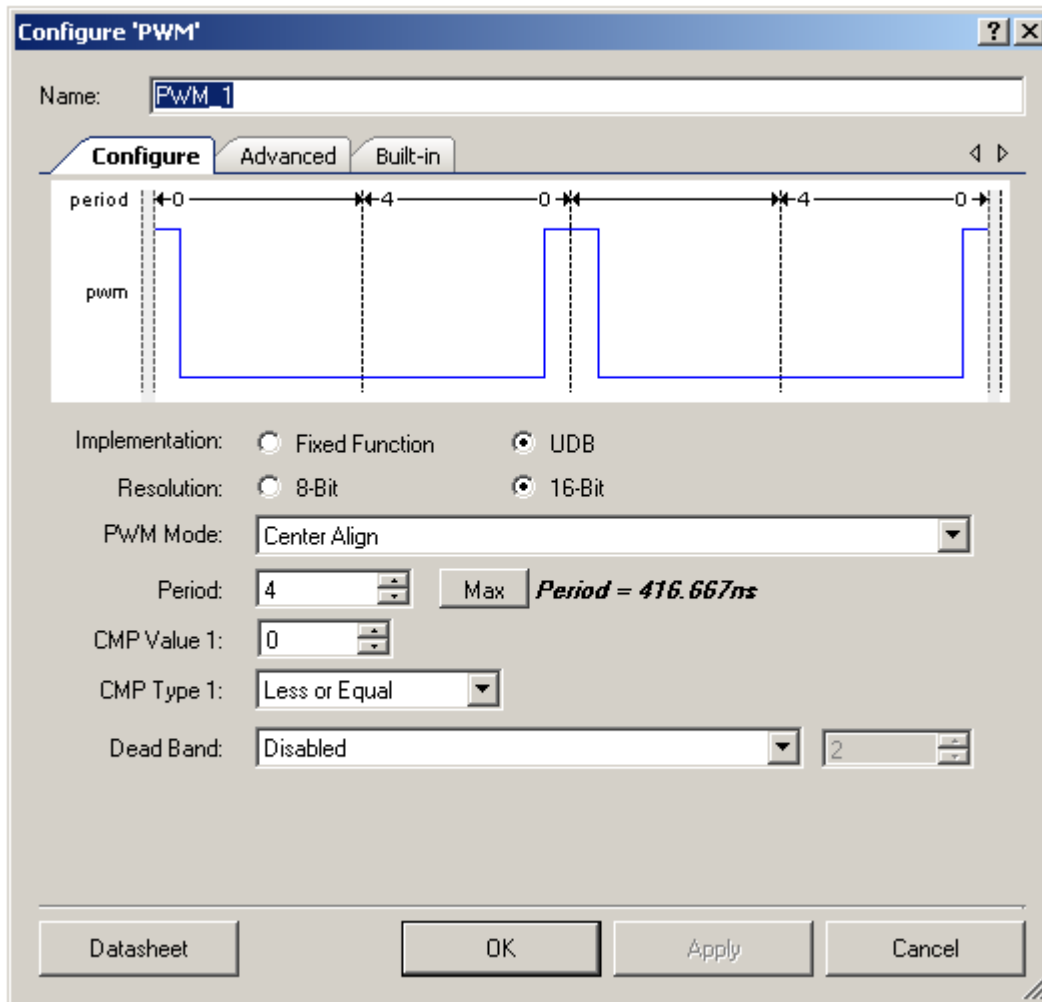 Configure 'PWM'
Name: PWM_1
Configure Advanced Built-in
period 0 4 0 4 0
pwm
Implementation: Fixed Function UDB
Resolution: 8-Bit 16-Bit
PWM Mode: Center Align
Period: 4 Max Period = 416.667ns
CMP Value 1: 0
CMP Type 1: Less or Equal
Dead Band: Disabled 2
Datasheet OK Apply Cancel